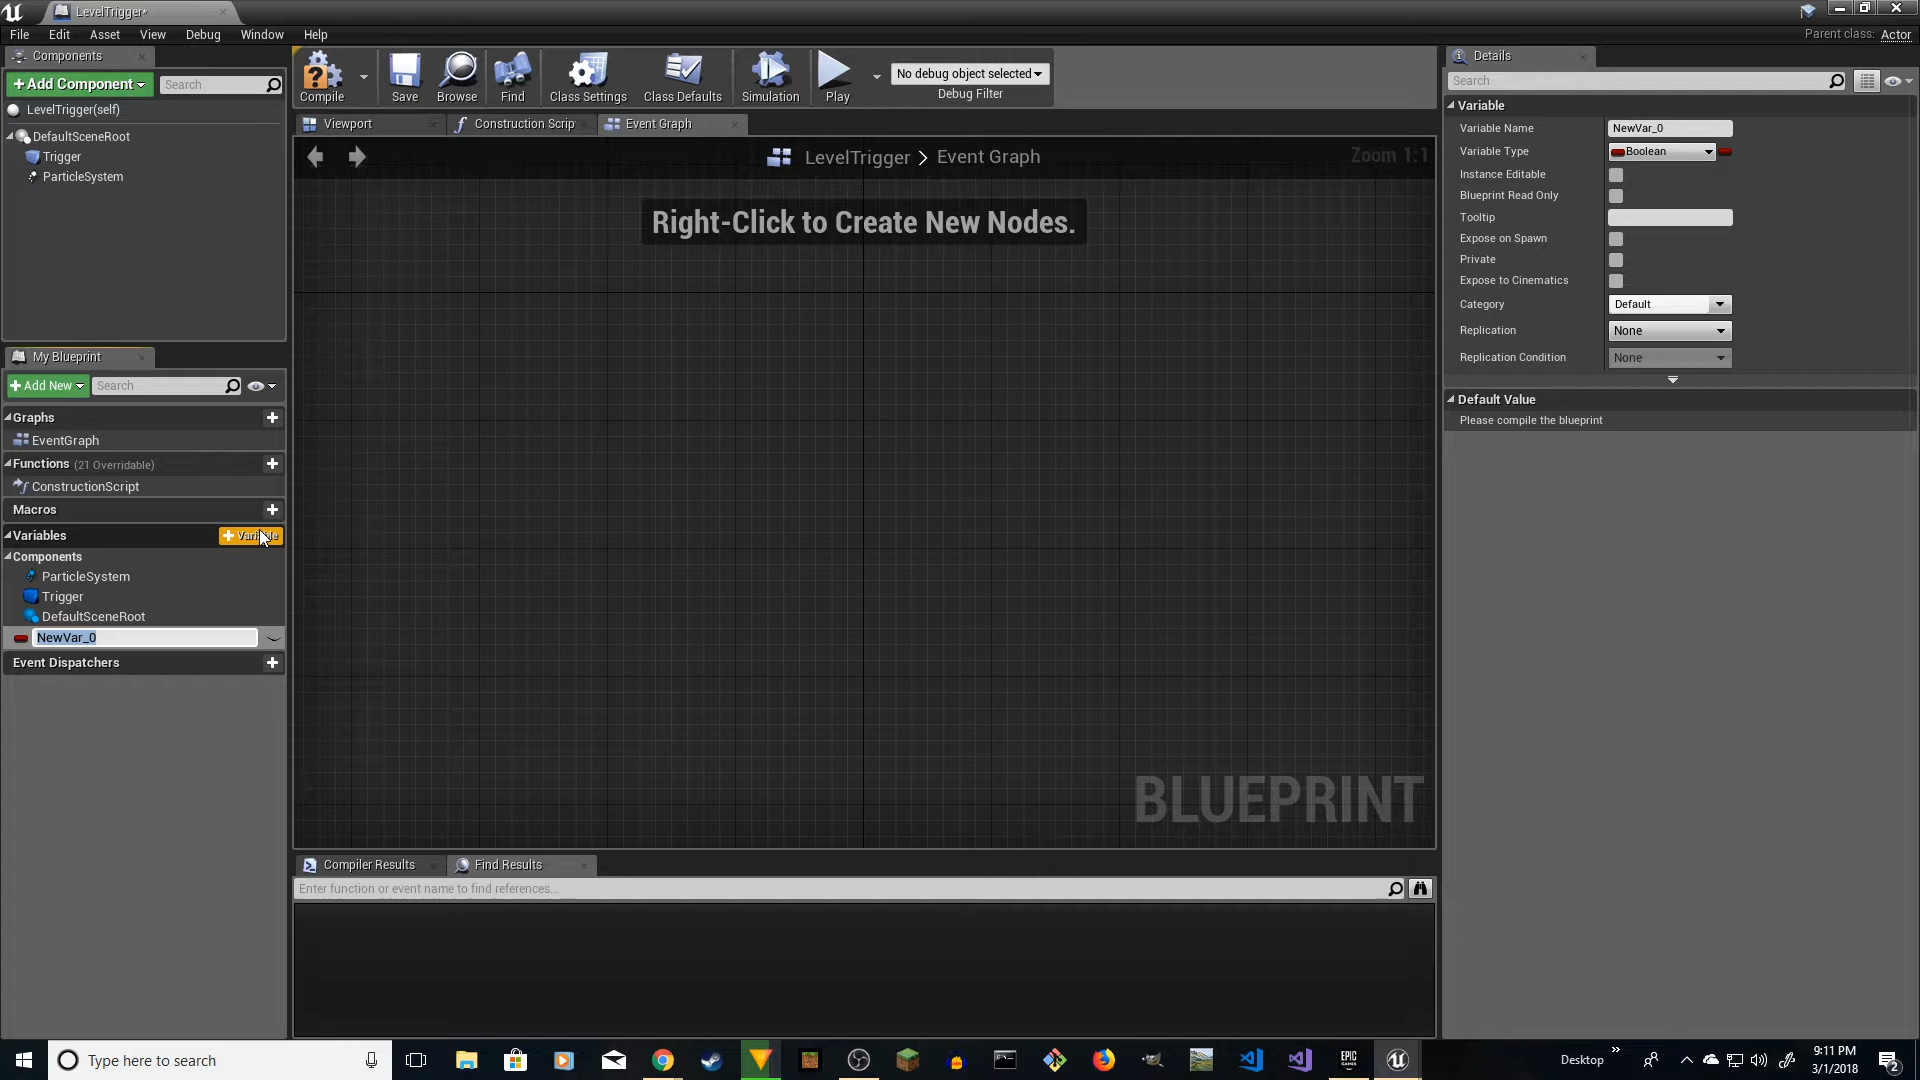 LevelTrigger*
File Edit Asset View Debug Window Help
Parent class: Actor
Components
+ Add Component
Search
LevelTrigger(self)
DefaultSceneRoot
Trigger
ParticleSystem
Compile
Save
Browse
Find
Class Settings
Class Defaults
Simulation
Play
No debug object selected
Debug Filter
Viewport
Construction Scrip
Event Graph
LevelTrigger > Event Graph
Zoom 1:1
Right-Click to Create New Nodes.
BLUEPRINT
My Blueprint
+ Add New
Search
Graphs
EventGraph
Functions (21 Overridable)
ConstructionScript
Macros
Variables
Components
ParticleSystem
Trigger
DefaultSceneRoot
NewVar_0
Event Dispatchers
Compiler Results
Find Results
Enter function or event name to find references...
Details
Search
Variable
Variable Name NewVar_0
Variable Type Boolean
Instance Editable
Blueprint Read Only
Tooltip
Expose on Spawn
Private
Expose to Cinematics
Category Default
Replication None
Replication Condition None
Default Value
Please compile the blueprint
Type here to search
EPIC
GAMES
Desktop
9:11 PM
3/1/2018
2